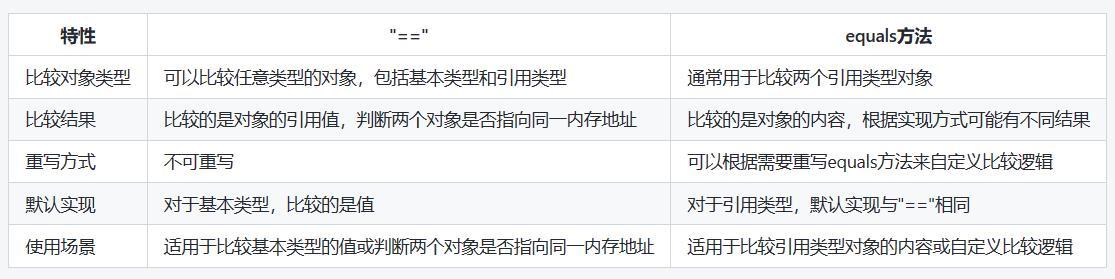 特性 "==" equals方法
比较对象类型 可以比较任意类型的对象，包括基本类型和引用类型 通常用于比较两个引用类型对象
比较结果 比较的是对象的引用值，判断两个对象是否指向同一内存地址 比较的是对象的内容，根据实现方式可能有不同结果
重写方式 不可重写 可以根据需要重写equals方法来自定义比较逻辑
默认实现 对于基本类型，比较的是值 对于引用类型，默认实现与"=="相同
使用场景 适用于比较基本类型的值或判断两个对象是否指向同一内存地址 适用于比较引用类型对象的内容或自定义比较逻辑